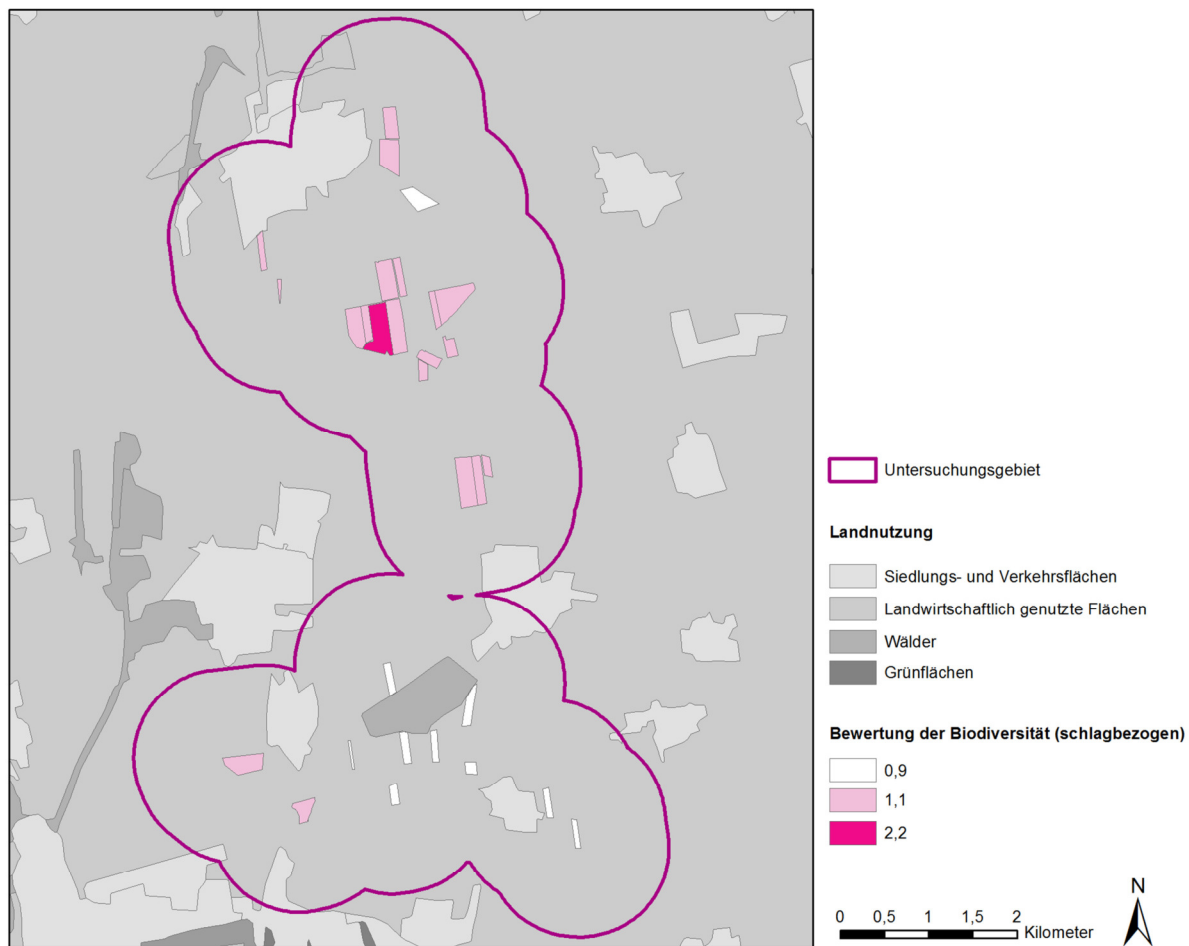 Untersuchungsgebiet
Landnutzung
Siedlungs- und Verkehrsflächen
Landwirtschaftlich genutzte Flächen
Wälder
Grünflächen
Bewertung der Biodiversität (schlagbezogen)
0,9
1,1
2,2
0 0,5 1 1,5 2
Kilometer
N